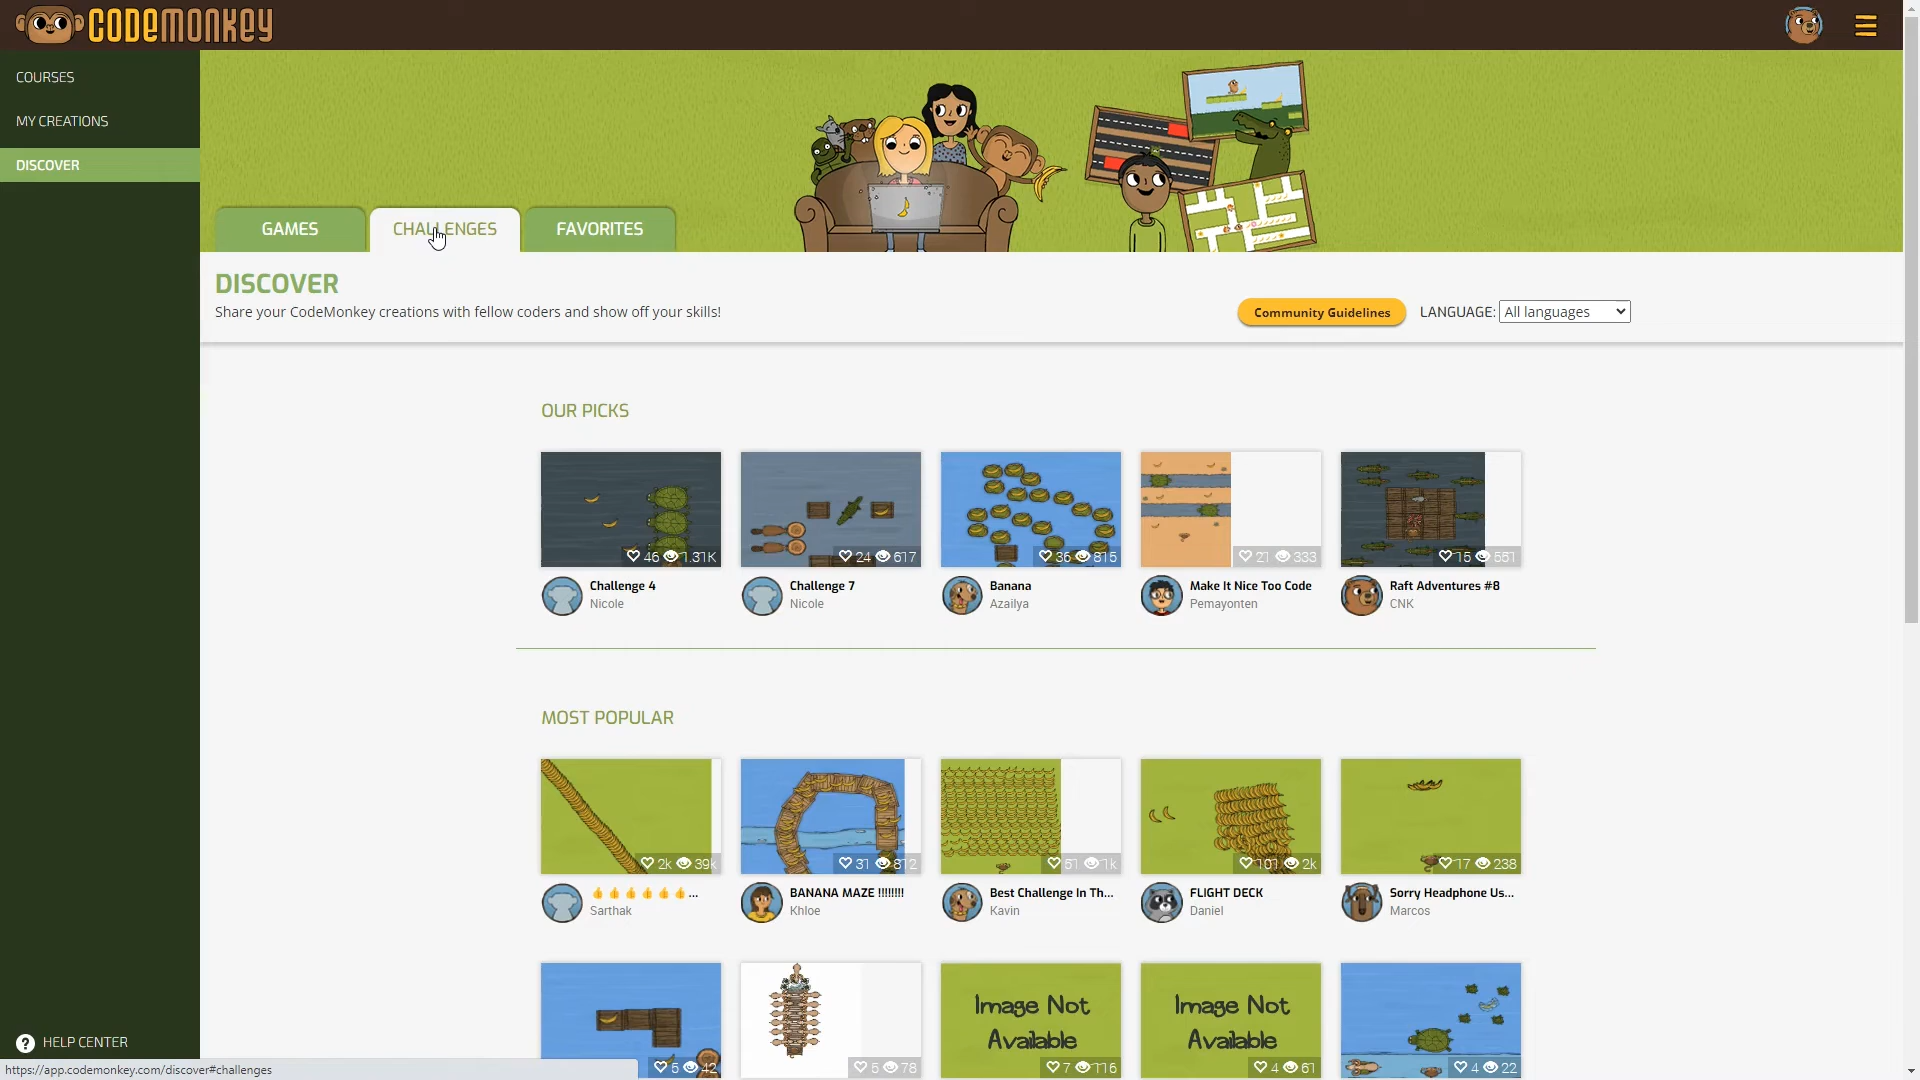 CODEMONKEY
COURSES
MY CREATIONS
DISCOVER
GAMES
CHALLENGES
FAVORITES
DISCOVER
Share your CodeMonkey creations with fellow coders and show off your skills!
Community Guidelines
LANGUAGE: All languages
OUR PICKS
46 1.31K
24 617
36 815
21 333
15 551
Challenge 4
Nicole
Challenge 7
Nicole
Banana
Azailya
Make It Nice Too Code
Pemayonten
Raft Adventures #8
CNK
MOST POPULAR
2k 39k
31 812
51 1k
101 2k
17 238
👍👍👍👍👍👍...
Sarthak
BANANA MAZE !!!!!!!!
Khloe
Best Challenge In Th...
Kavin
FLIGHT DECK
Daniel
Sorry Headphone Us...
Marcos
5 42
5 78
Image Not
Available
7 116
Image Not
Available
4 61
4 22
? HELP CENTER
https://app.codemonkey.com/discover#challenges